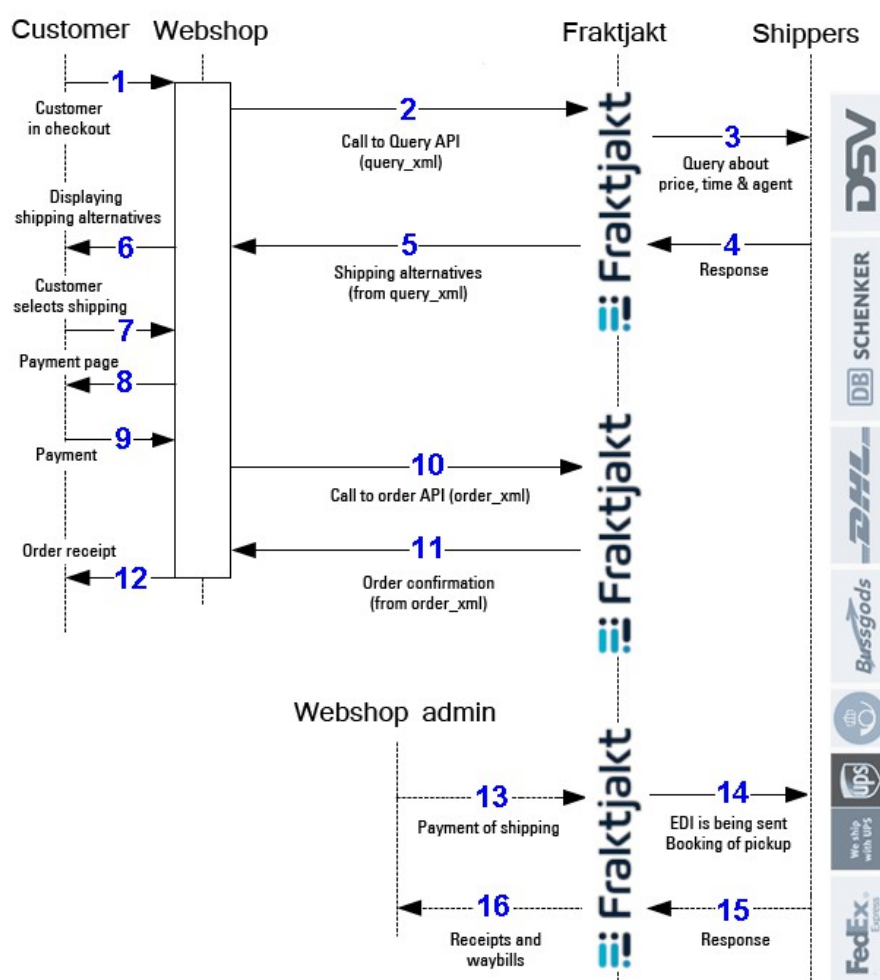 Customer
Webshop
Fraktjakt
Shippers
1
Customer
in checkout
2
Call to Query API
(query_xml)
3
Query about
price, time & agent
Displaying
shipping alternatives
6
5
Shipping alternatives
(from query_xml)
4
Response
Customer
selects shipping
7
Payment page
8
9
Payment
10
Call to order API (order_xml)
Order receipt
12
11
Order confirmation
(from order_xml)
Webshop admin
13
Payment of shipping
14
EDI is being sent
Booking of pickup
16
Receipts and
waybills
15
Response
Fraktjakt
Fraktjakt
Fraktjakt
DSV
DB SCHENKER
DHL
Bussgods
ups
We ship
with UPS
FedEx
Express